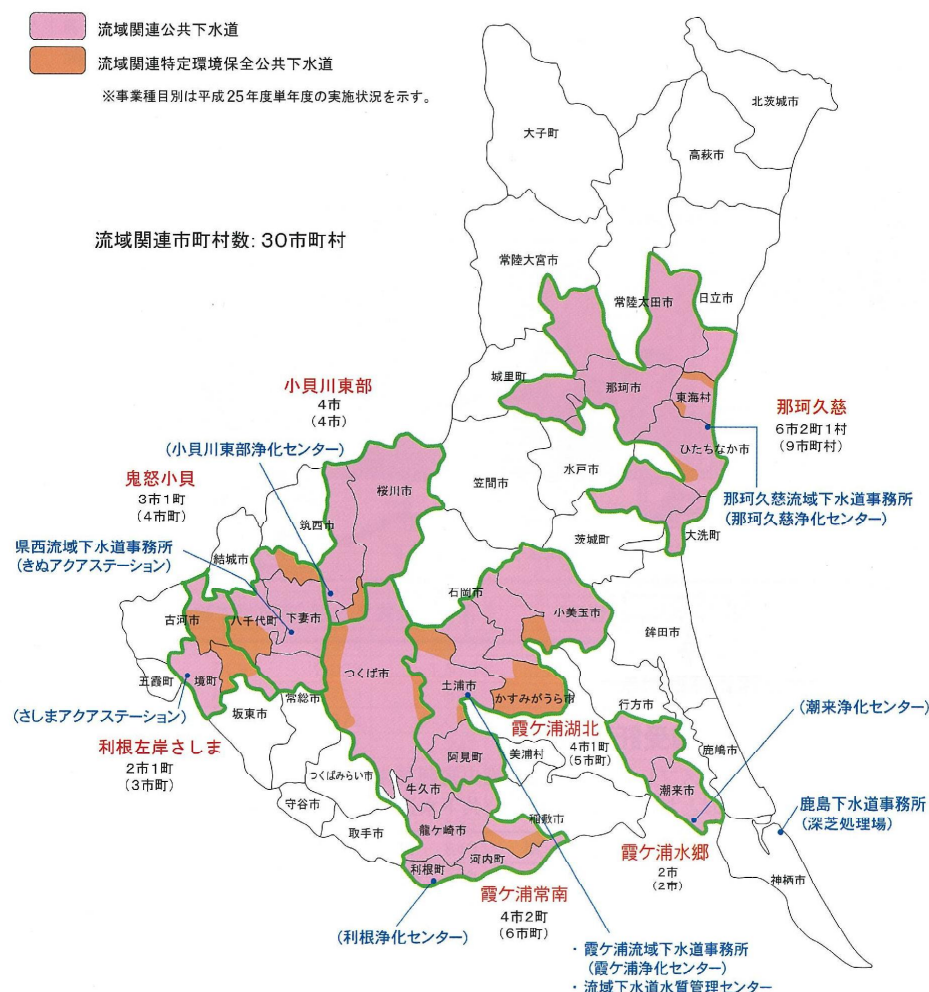 流域関連公共下水道
流域関連特定環境保全公共下水道
※事業種目別は平成25年度単年度の実施状況を示す。
流域関連市町村数: 30市町村
北茨城市
大子町
高萩市
常陸大宮市
常陸太田市
日立市
城里町
那珂市
東海村
那珂久慈
6市2町1村
(9市町村)
ひたちなか市
水戸市
笠間市
那珂久慈流域下水道事務所
(那珂久慈浄化センター)
大洗町
茨城町
小貝川東部
4市
(4市)
(小貝川東部浄化センター)
鬼怒小貝
3市1町
(4市町)
県西流域下水道事務所
(きぬアクアステーション)
桜川市
筑西市
結城市
石岡市
小美玉市
鉾田市
古河市
八千代町
下妻市
つくば市
土浦市
かすみがうら市
五霞町
境町
常総市
坂東市
行方市
(さしまアクアステーション)
利根左岸さしま
2市1町
(3市町)
霞ケ浦湖北
4市1町
(5市町)
阿見町
美浦村
鹿嶋市
(潮来浄化センター)
つくばみらい市
牛久市
潮来市
守谷市
取手市
龍ケ崎市
稲敷市
鹿島下水道事務所
(深芝処理場)
利根町
河内町
霞ケ浦水郷
2市
(2市)
神栖市
霞ケ浦常南
4市2町
(6市町)
(利根浄化センター)
・霞ケ浦流域下水道事務所
(霞ケ浦浄化センター)
・流域下水道水質管理センター